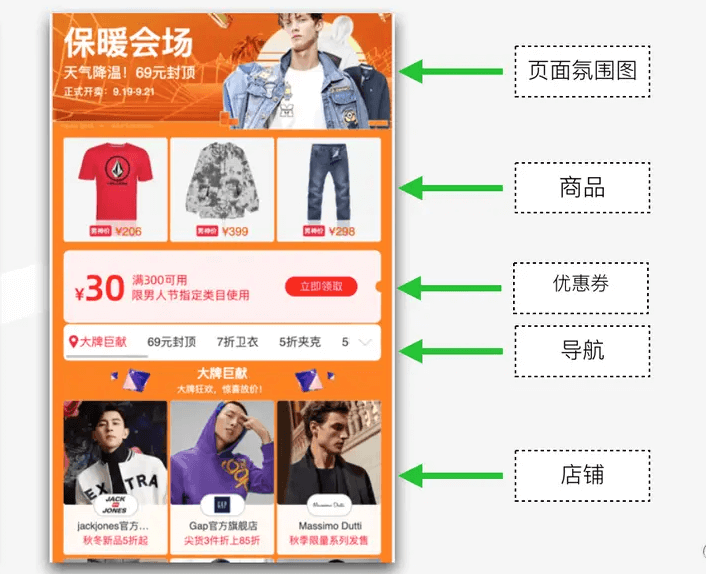 保暖会场
天气降温！69元封顶
正式开卖：9.19-9.21
页面氛围图
男神价 ¥206
男神价 ¥399
男神价 ¥298
商品
¥30
满300可用
限男人节指定类目使用
立即领取
优惠券
大牌巨献 69元封顶 7折卫衣 5折夹克 5
导航
大牌巨献
大牌狂欢，惊喜放价！
EXTRA
JACK
JONES
GAP
Massimo Dutti
jackjones官方... Gap官方旗舰店 Massimo Dutti
秋冬新品5折起 尖货3件折上85折 秋季限量系列发售
店铺